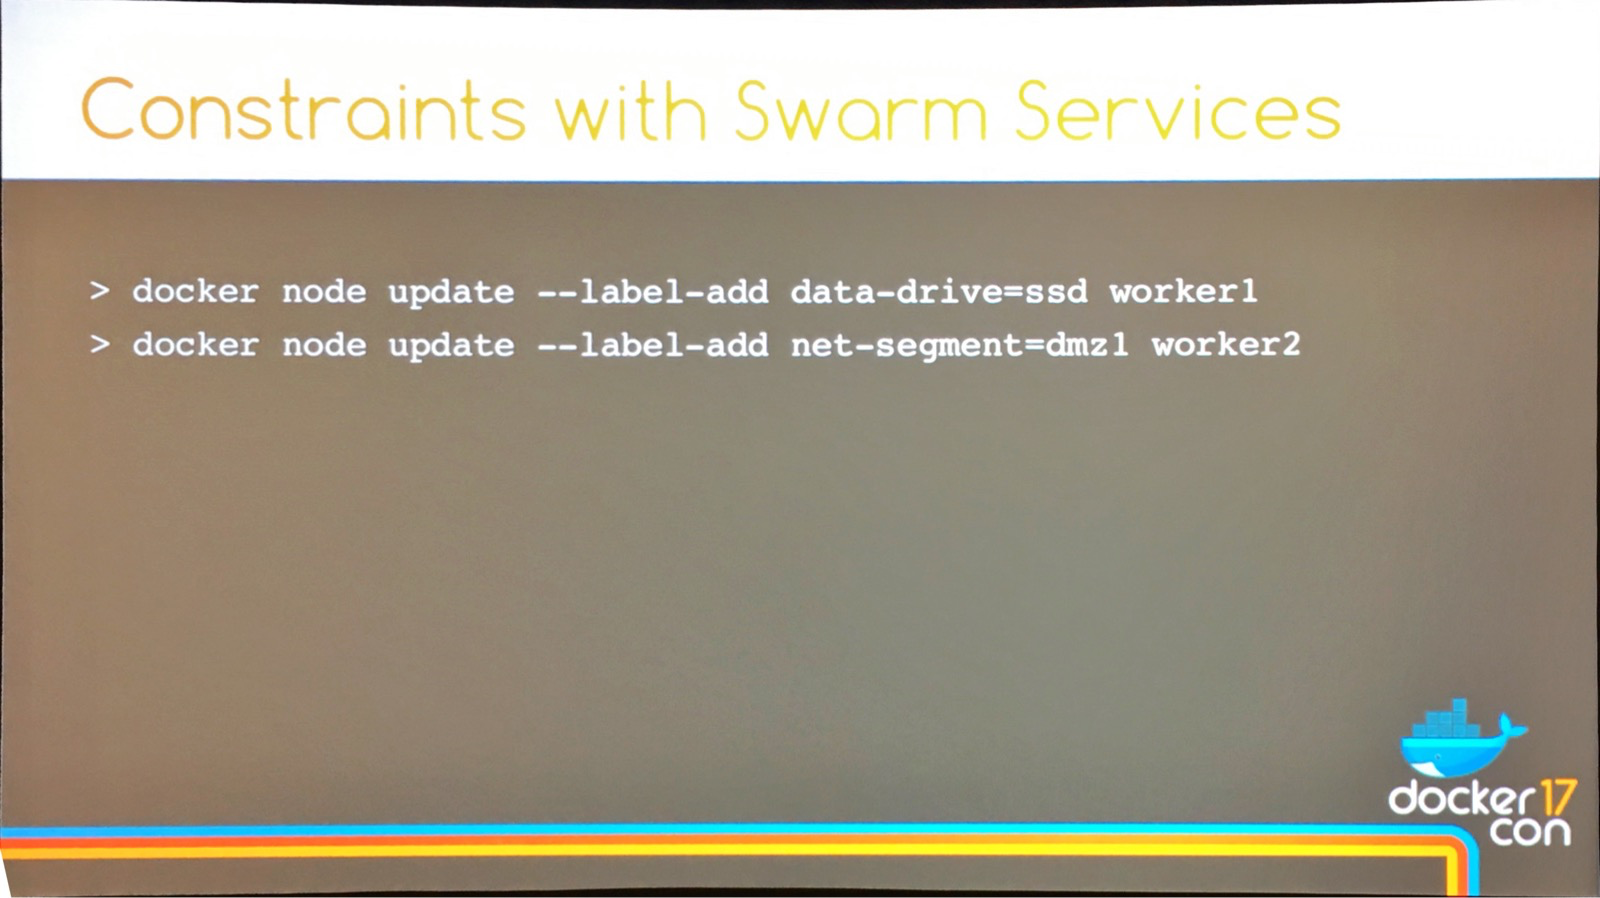 Constraints with Swarm Services
> docker node update --label-add data-drive=ssd worker1
> docker node update --label-add net-segment=dmz1 worker2
docker 17
con